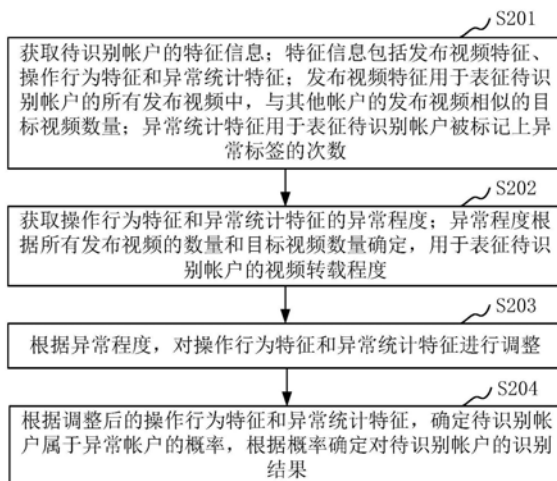 S201
获取待识别帐户的特征信息；特征信息包括发布视频特征、
操作行为特征和异常统计特征；发布视频特征用于表征待识
别帐户的所有发布视频中，与其他帐户的发布视频相似的目
标视频数量；异常统计特征用于表征待识别帐户被标记上异
常标签的次数
S202
获取操作行为特征和异常统计特征的异常程度；异常程度根
据所有发布视频的数量和目标视频数量确定，用于表征待识
别帐户的视频转载程度
S203
根据异常程度，对操作行为特征和异常统计特征进行调整
S204
根据调整后的操作行为特征和异常统计特征，确定待识别帐
户属于异常帐户的概率，根据概率确定对待识别帐户的识别
结果